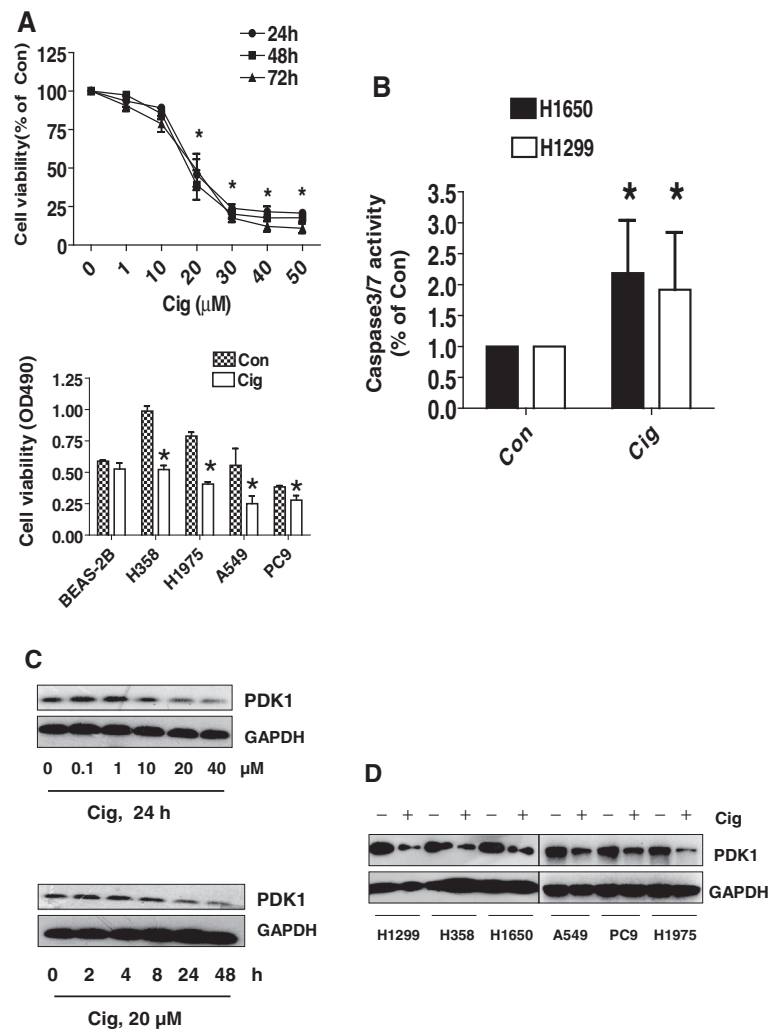 A
24h
48h
72h
Cell viability(% of Con)
125
100
75
50
25
0
* * * *
0 1 10 20 30 40 50
Cig (µM)
Con
Cig
Cell viability (OD490)
1.25
1.00
0.75
0.50
0.25
0.00
* * * *
BEAS-2B H358 H1975 A549 PC9
B
H1650
H1299
Caspase3/7 activity
(% of Con)
3.5
3.0
2.5
2.0
1.5
1.0
0.5
0.0
* *
Con Cig
C
PDK1
GAPDH
0 0.1 1 10 20 40 µM
Cig, 24 h
PDK1
GAPDH
0 2 4 8 24 48 h
Cig, 20 µM
D
− + − + − + − + − + − + Cig
PDK1
GAPDH
H1299 H358 H1650 A549 PC9 H1975